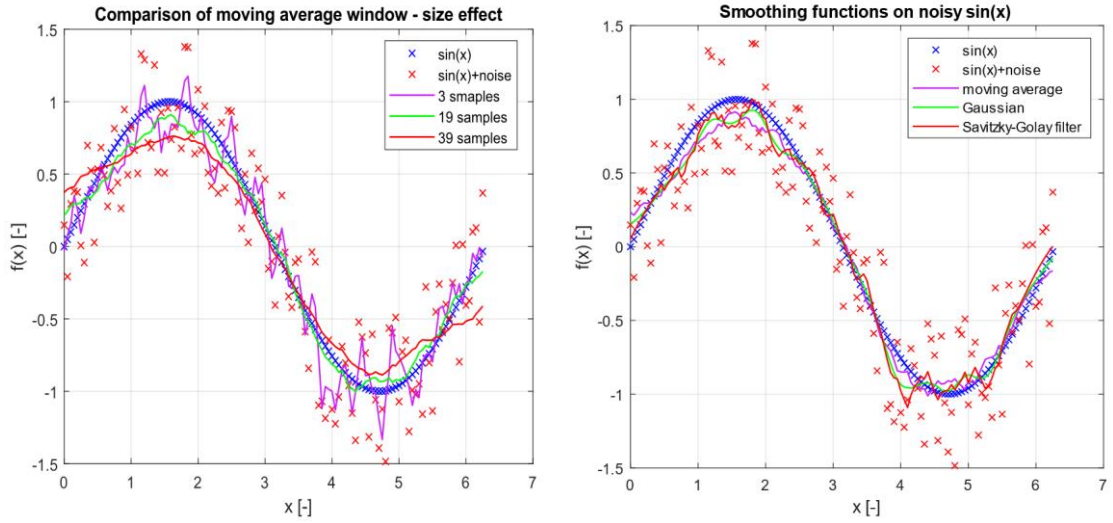 Comparison of moving average window - size effect
1.5
1
0.5
0
-0.5
-1
-1.5
f(x) [-]
0 1 2 3 4 5 6 7
x [-]
sin(x)
sin(x)+noise
3 smaples
19 samples
39 samples
Smoothing functions on noisy sin(x)
1.5
1
0.5
0
-0.5
-1
-1.5
f(x) [-]
0 1 2 3 4 5 6 7
x [-]
sin(x)
sin(x)+noise
moving average
Gaussian
Savitzky-Golay filter